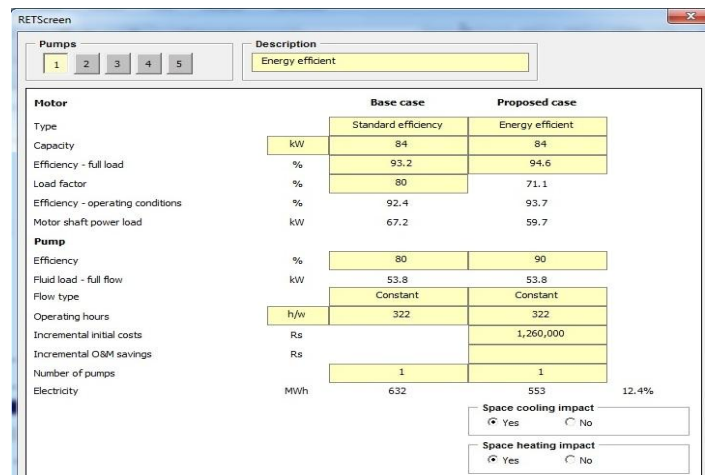 RETScreen
Pumps
1 2 3 4 5
Description
Energy efficient
Motor Base case Proposed case
Type Standard efficiency Energy efficient
Capacity kW 84 84
Efficiency - full load % 93.2 94.6
Load factor % 80 71.1
Efficiency - operating conditions % 92.4 93.7
Motor shaft power load kW 67.2 59.7
Pump
Efficiency % 80 90
Fluid load - full flow kW 53.8 53.8
Flow type Constant Constant
Operating hours h/w 322 322
Incremental initial costs Rs 1,260,000
Incremental O&M savings Rs
Number of pumps 1 1
Electricity MWh 632 553 12.4%
Space cooling impact
Yes No
Space heating impact
Yes No